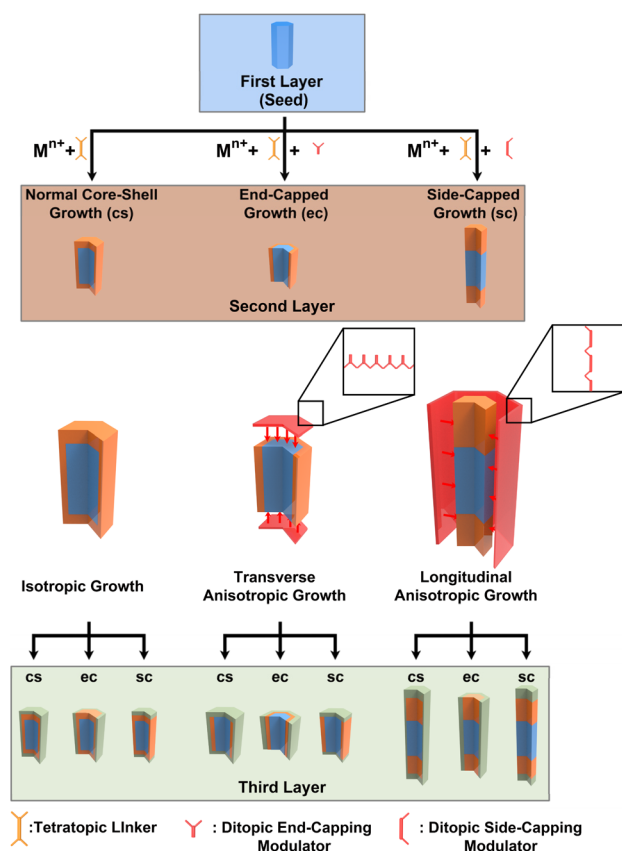 First Layer
(Seed)
Mn++ 
Mn++ +
Mn++ +
Normal Core-Shell
Growth (cs)
End-Capped
Growth (ec)
Side-Capped
Growth (sc)
Second Layer
Isotropic Growth
Transverse
Anisotropic Growth
Longitudinal
Anisotropic Growth
cs ec sc
cs ec sc
cs ec sc
Third Layer
:Tetratopic LInker
: Ditopic End-Capping
Modulator
: Ditopic Side-Capping
Modulator